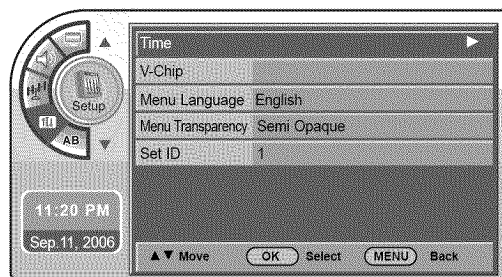 Setup
AB
11:20 PM
Sep.11, 2006
Time
V-Chip
Menu Language English
Menu Transparency Semi Opaque
Set ID 1
▲▼ Move OK Select MENU Back